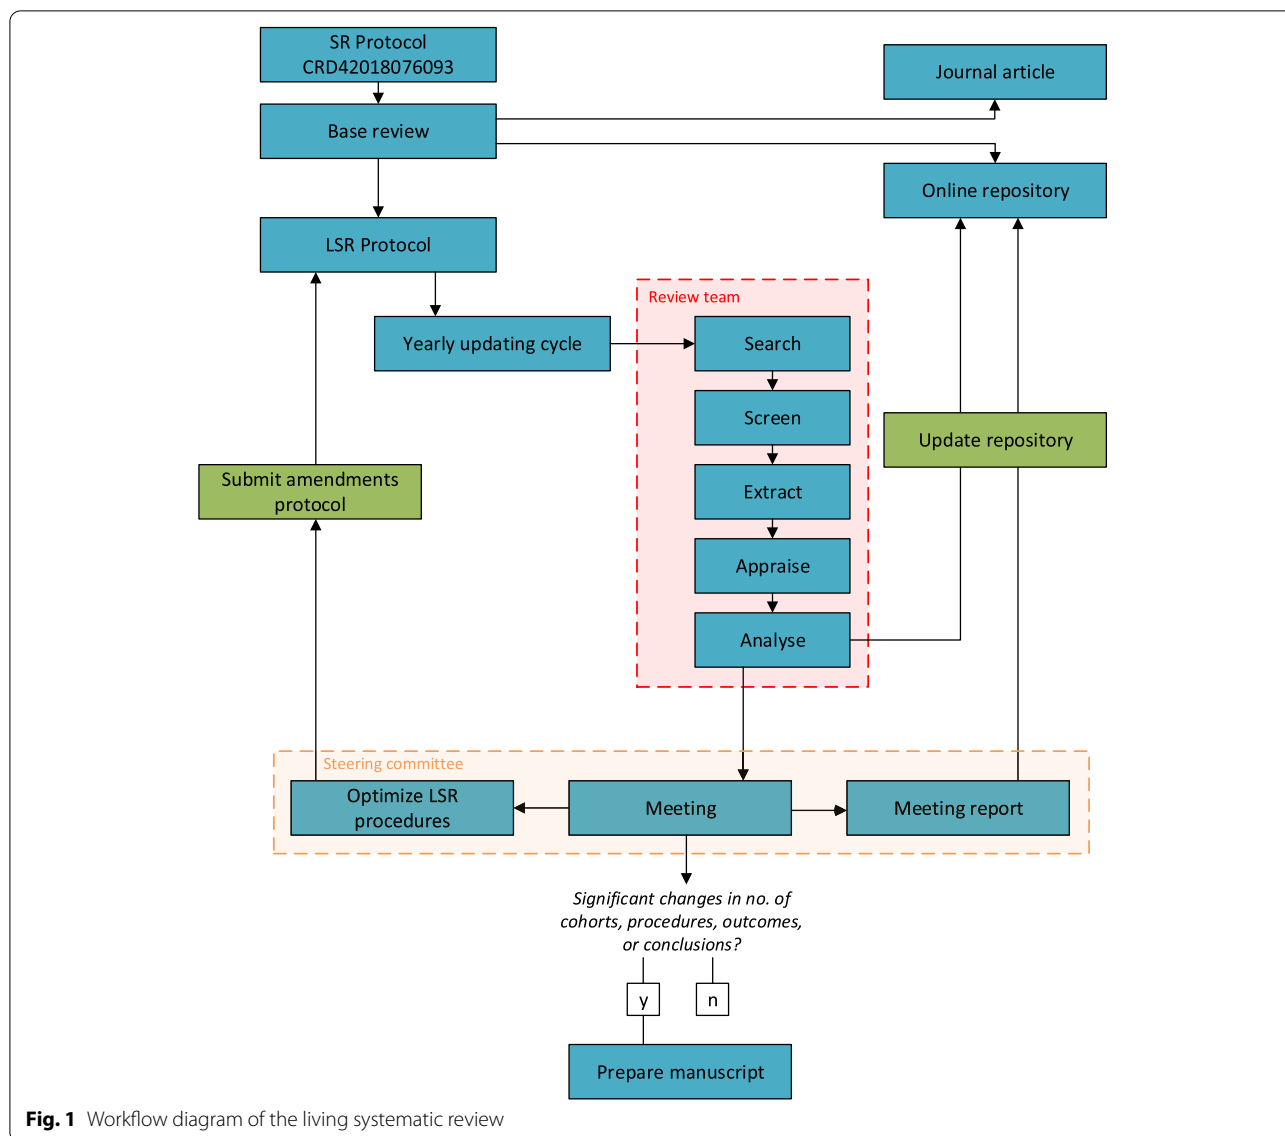 SR Protocol
CRD42018076093
Journal article
Base review
Online repository
LSR Protocol
Review team
Yearly updating cycle
Search
Screen
Update repository
Submit amendments
protocol
Extract
Appraise
Analyse
Steering committee
Optimize LSR
procedures
Meeting
Meeting report
Significant changes in no. of
cohorts, procedures, outcomes,
or conclusions?
y
n
Prepare manuscript
Fig. 1 Workflow diagram of the living systematic review